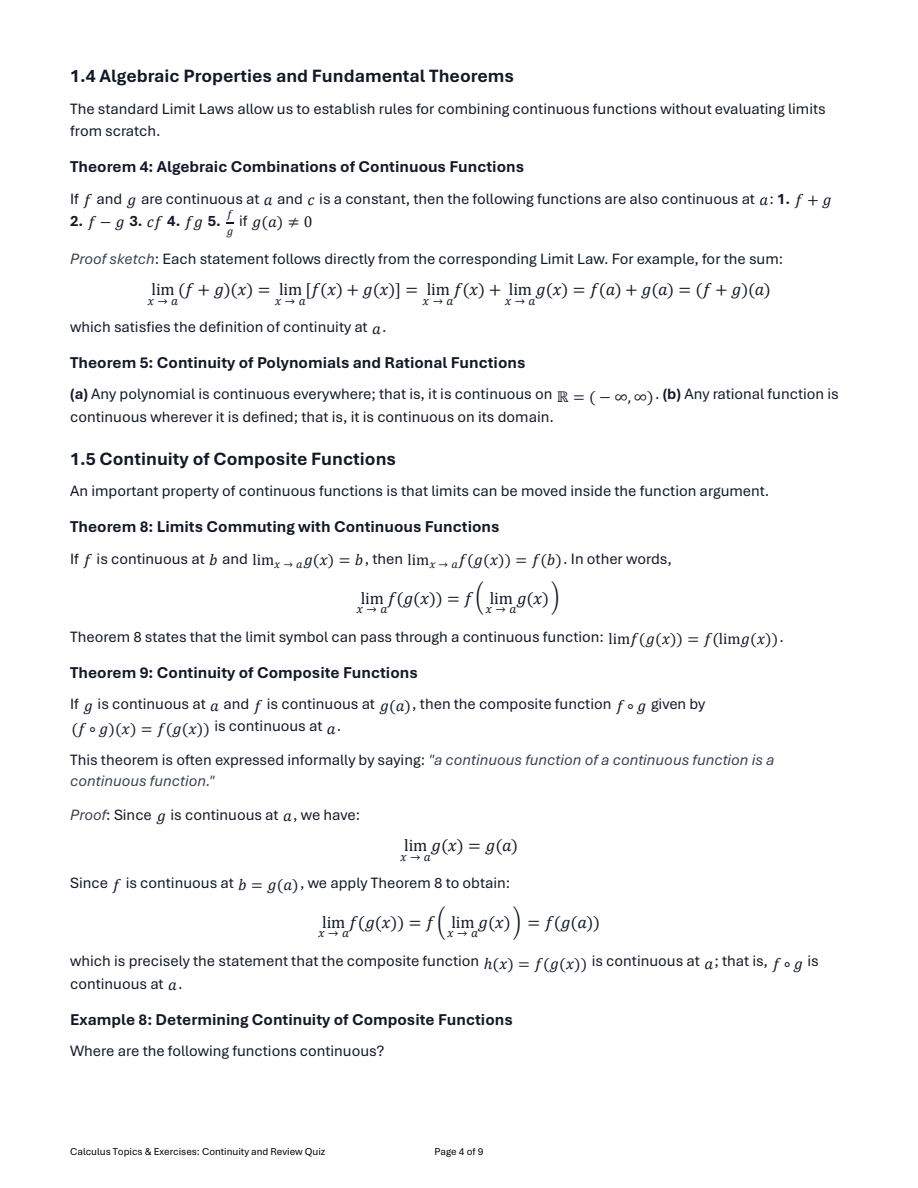 1.4 Algebraic Properties and Fundamental Theorems
The standard Limit Laws allow us to establish rules for combining continuous functions without evaluating limits
from scratch.
Theorem 4: Algebraic Combinations of Continuous Functions
If f and g are continuous at a and c is a constant, then the following functions are also continuous at a: 1. f + g
2. f − g 3. cf 4. fg 5. f/g if g(a) ≠ 0
Proof sketch: Each statement follows directly from the corresponding Limit Law. For example, for the sum:
lim_{x → a} (f + g)(x) = lim_{x → a} [f(x) + g(x)] = lim_{x → a} f(x) + lim_{x → a} g(x) = f(a) + g(a) = (f + g)(a)
which satisfies the definition of continuity at a.
Theorem 5: Continuity of Polynomials and Rational Functions
(a) Any polynomial is continuous everywhere; that is, it is continuous on ℝ = ( − ∞, ∞). (b) Any rational function is
continuous wherever it is defined; that is, it is continuous on its domain.
1.5 Continuity of Composite Functions
An important property of continuous functions is that limits can be moved inside the function argument.
Theorem 8: Limits Commuting with Continuous Functions
If f is continuous at b and lim_{x → a} g(x) = b, then lim_{x → a} f(g(x)) = f(b). In other words,
lim_{x → a} f(g(x)) = f(lim_{x → a} g(x))
Theorem 8 states that the limit symbol can pass through a continuous function: limf(g(x)) = f(limg(x)).
Theorem 9: Continuity of Composite Functions
If g is continuous at a and f is continuous at g(a), then the composite function f ∘ g given by
(f ∘ g)(x) = f(g(x)) is continuous at a.
This theorem is often expressed informally by saying: "a continuous function of a continuous function is a
continuous function."
Proof: Since g is continuous at a, we have:
lim_{x → a} g(x) = g(a)
Since f is continuous at b = g(a), we apply Theorem 8 to obtain:
lim_{x → a} f(g(x)) = f(lim_{x → a} g(x)) = f(g(a))
which is precisely the statement that the composite function h(x) = f(g(x)) is continuous at a; that is, f ∘ g is
continuous at a.
Example 8: Determining Continuity of Composite Functions
Where are the following functions continuous?
Calculus Topics & Exercises: Continuity and Review Quiz Page 4 of 9